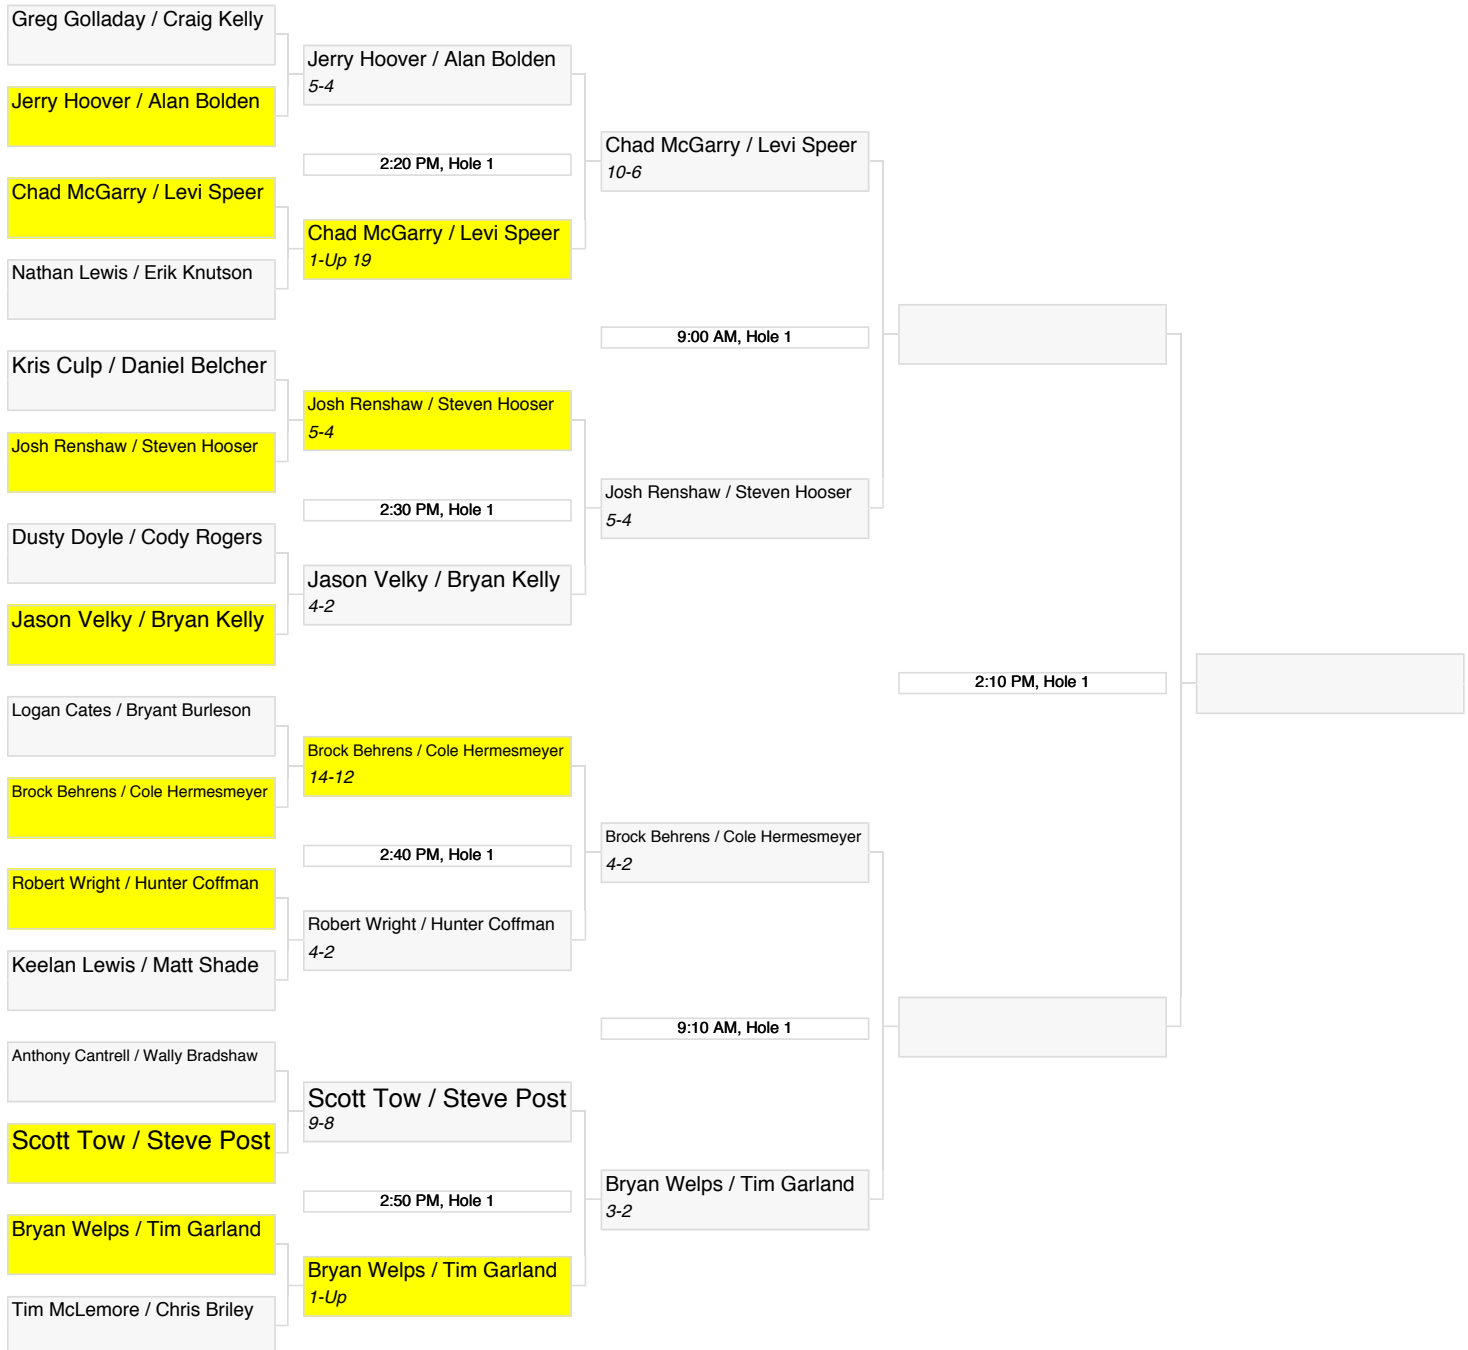 Greg Golladay / Craig Kelly
Jerry Hoover / Alan Bolden
Chad McGarry / Levi Speer
Nathan Lewis / Erik Knutson
Kris Culp / Daniel Belcher
Josh Renshaw / Steven Hooser
Dusty Doyle / Cody Rogers
Jason Velky / Bryan Kelly
Logan Cates / Bryant Burleson
Brock Behrens / Cole Hermesmeyer
Robert Wright / Hunter Coffman
Keelan Lewis / Matt Shade
Anthony Cantrell / Wally Bradshaw
Scott Tow / Steve Post
Bryan Welps / Tim Garland
Tim McLemore / Chris Briley
Jerry Hoover / Alan Bolden
5-4
2:20 PM, Hole 1
Chad McGarry / Levi Speer
1-Up 19
Josh Renshaw / Steven Hooser
5-4
2:30 PM, Hole 1
Jason Velky / Bryan Kelly
4-2
Brock Behrens / Cole Hermesmeyer
14-12
2:40 PM, Hole 1
Robert Wright / Hunter Coffman
4-2
Scott Tow / Steve Post
9-8
2:50 PM, Hole 1
Bryan Welps / Tim Garland
1-Up
Chad McGarry / Levi Speer
10-6
9:00 AM, Hole 1
Josh Renshaw / Steven Hooser
5-4
Brock Behrens / Cole Hermesmeyer
4-2
9:10 AM, Hole 1
Bryan Welps / Tim Garland
3-2
2:10 PM, Hole 1